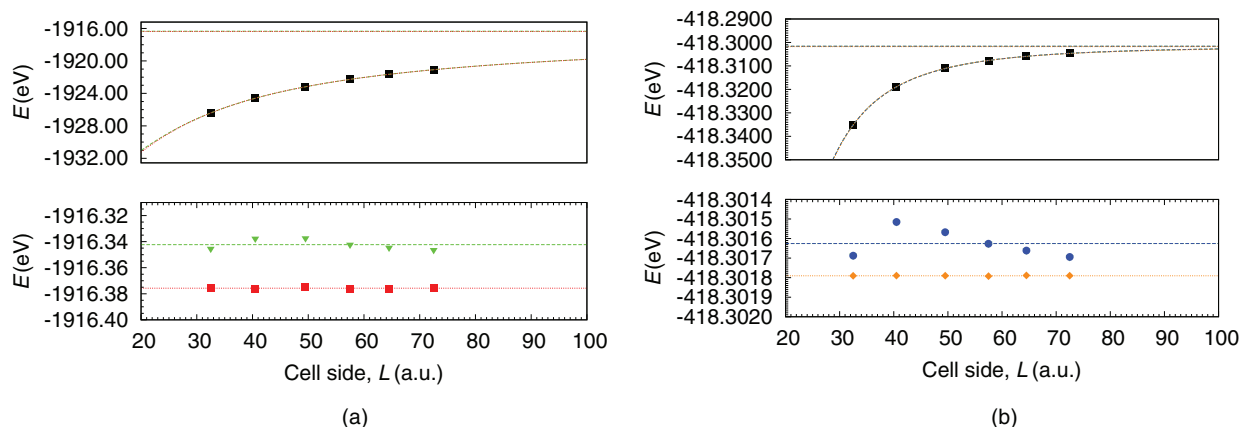 E (eV)
-1916.00
-1920.00
-1924.00
-1928.00
-1932.00
E (eV)
-1916.32
-1916.34
-1916.36
-1916.38
-1916.40
20 30 40 50 60 70 80 90 100
Cell side, L (a.u.)
(a)
E (eV)
-418.2900
-418.3000
-418.3100
-418.3200
-418.3300
-418.3400
-418.3500
E (eV)
-418.3014
-418.3015
-418.3016
-418.3017
-418.3018
-418.3019
-418.3020
20 30 40 50 60 70 80 90 100
Cell side, L (a.u.)
(b)